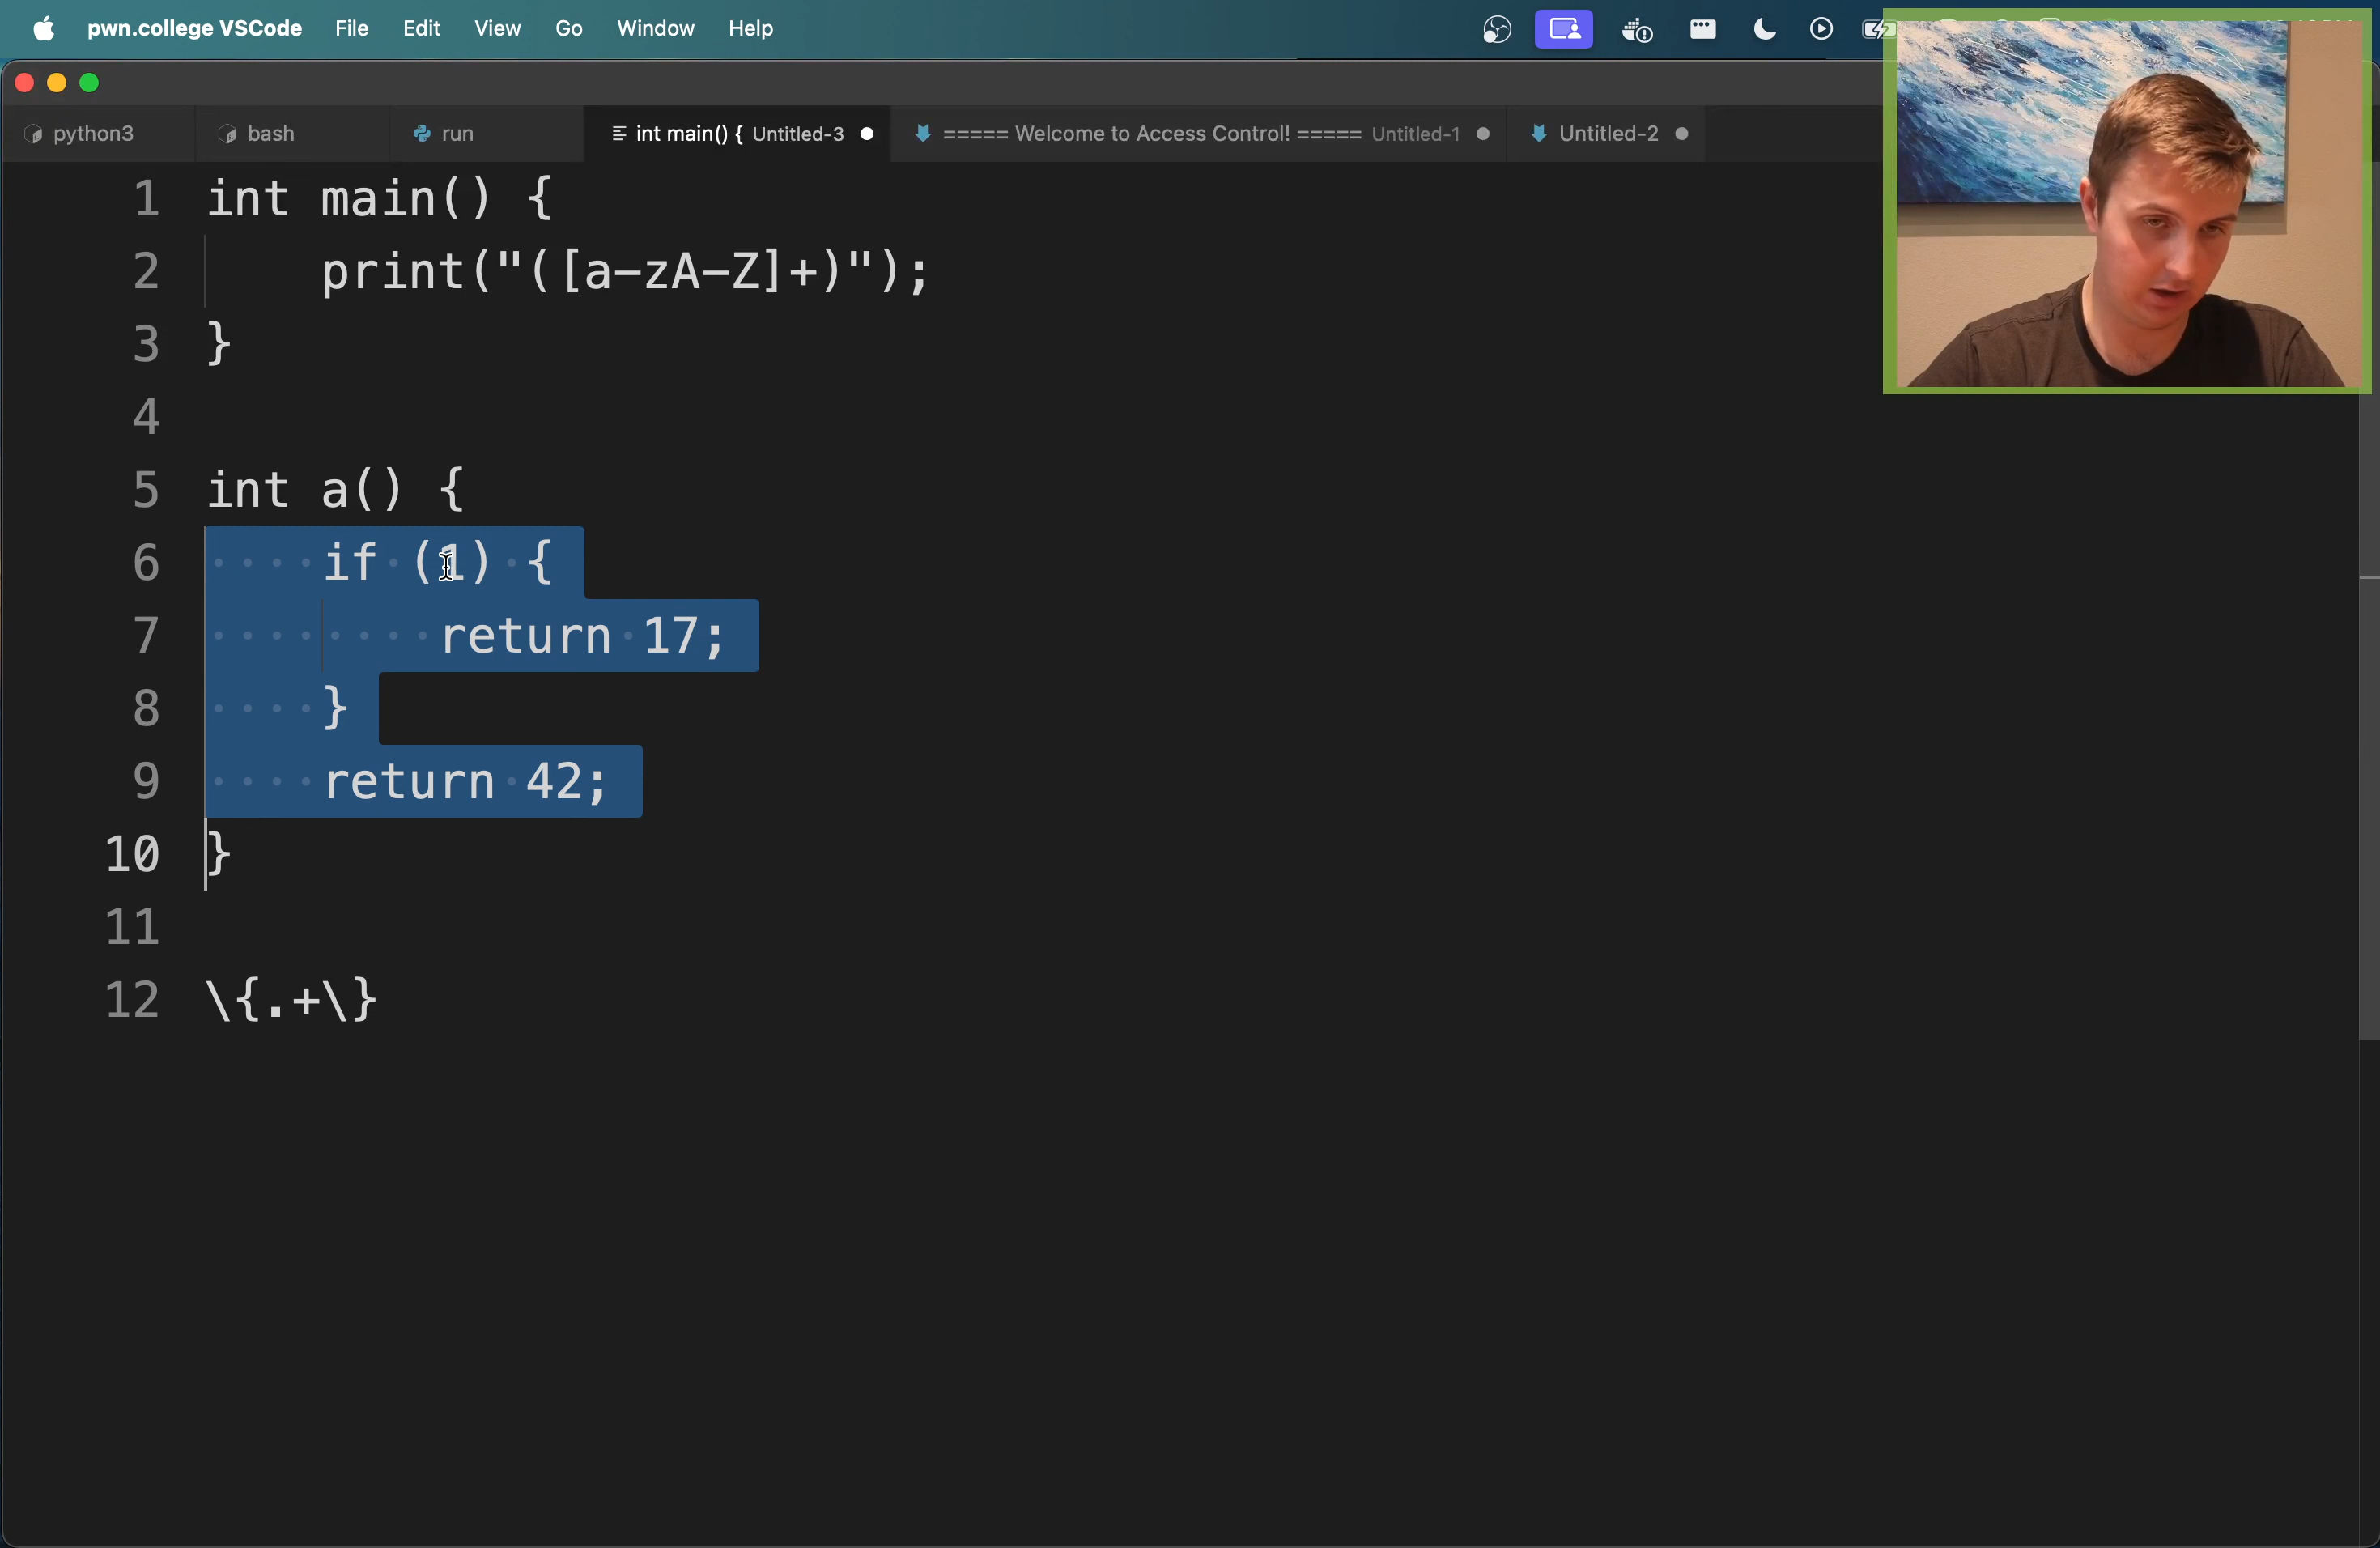 pwn.college VSCode File Edit View Go Window Help
python3 bash run int main() { Untitled-3 ===== Welcome to Access Control! ===== Untitled-1 Untitled-2
1 int main() {
2     print("([a-zA-Z]+)");
3 }
4
5 int a() {
6     if (1) {
7         return 17;
8     }
9     return 42;
10 }
11
12 \{.+\}